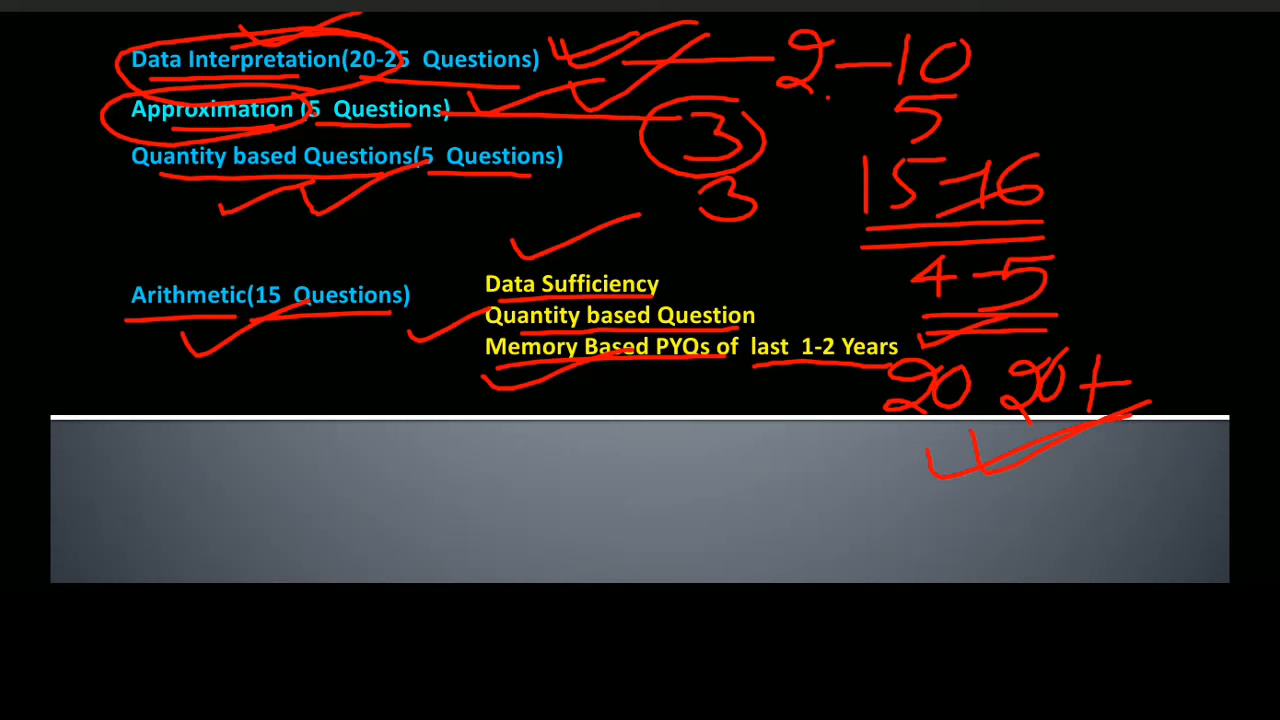 Data Interpretation(20-25 Questions) 2-10
Approximation (5 Questions) 3 5
Quantity based Questions(5 Questions) 3 15-16
Arithmetic(15 Questions)
Data Sufficiency 4-5
Quantity based Question
Memory Based PYQs of last 1-2 Years
20 20+